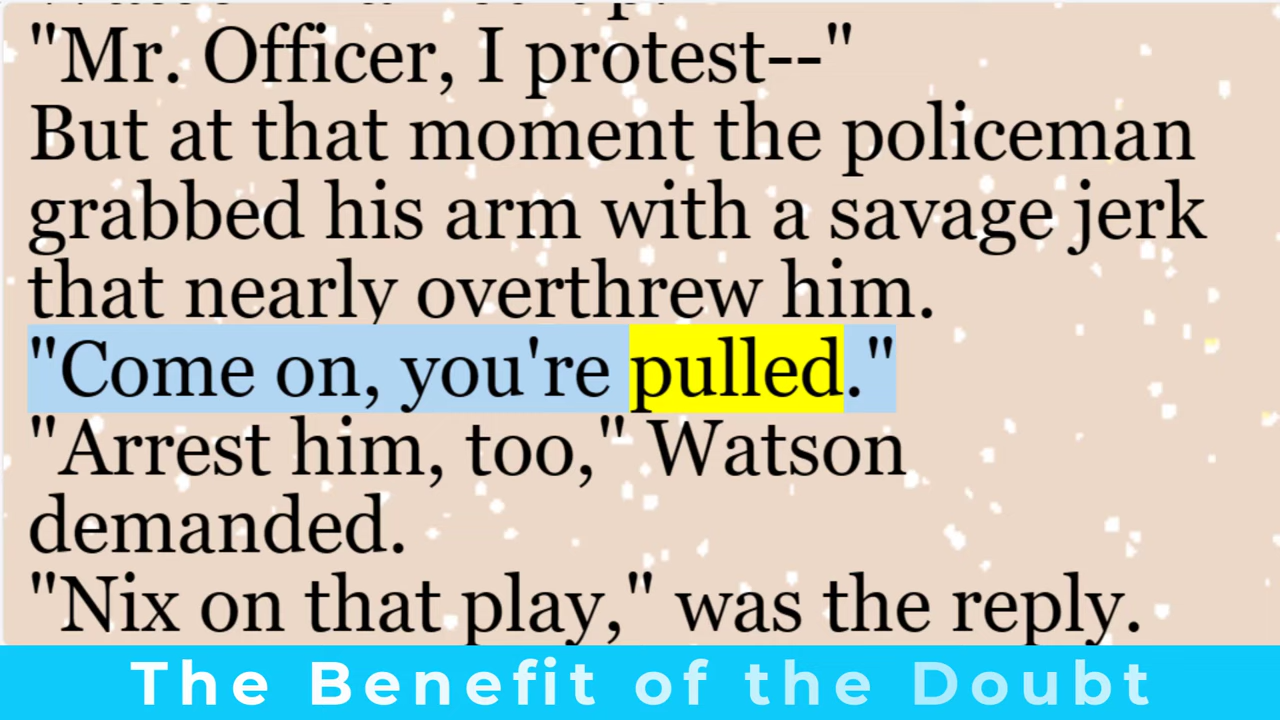 "Mr. Officer, I protest--"
But at that moment the policeman
grabbed his arm with a savage jerk
that nearly overthrew him.
"Come on, you're pulled."
"Arrest him, too," Watson
demanded.
"Nix on that play," was the reply.
The Benefit of the Doubt